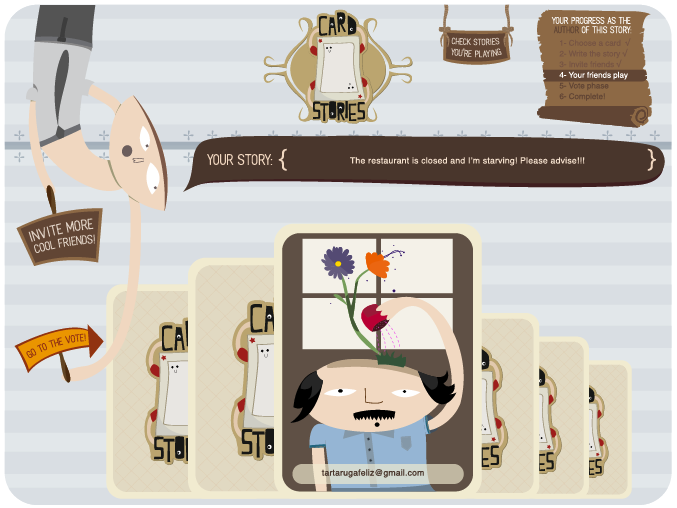 CARD
STORIES
CHECK STORIES
YOU'RE PLAYING
YOUR PROGRESS AS THE
AUTHOR OF THIS STORY:
1- Choose a card √
2- Write the story √
3- Invite friends √
4- Your friends play
5- Vote phase
6- Complete!
YOUR STORY: { The restaurant is closed and I'm starving! Please advise!!! }
INVITE MORE
COOL FRIENDS!
GO TO THE VOTE!
tartarugafeliz@gmail.com